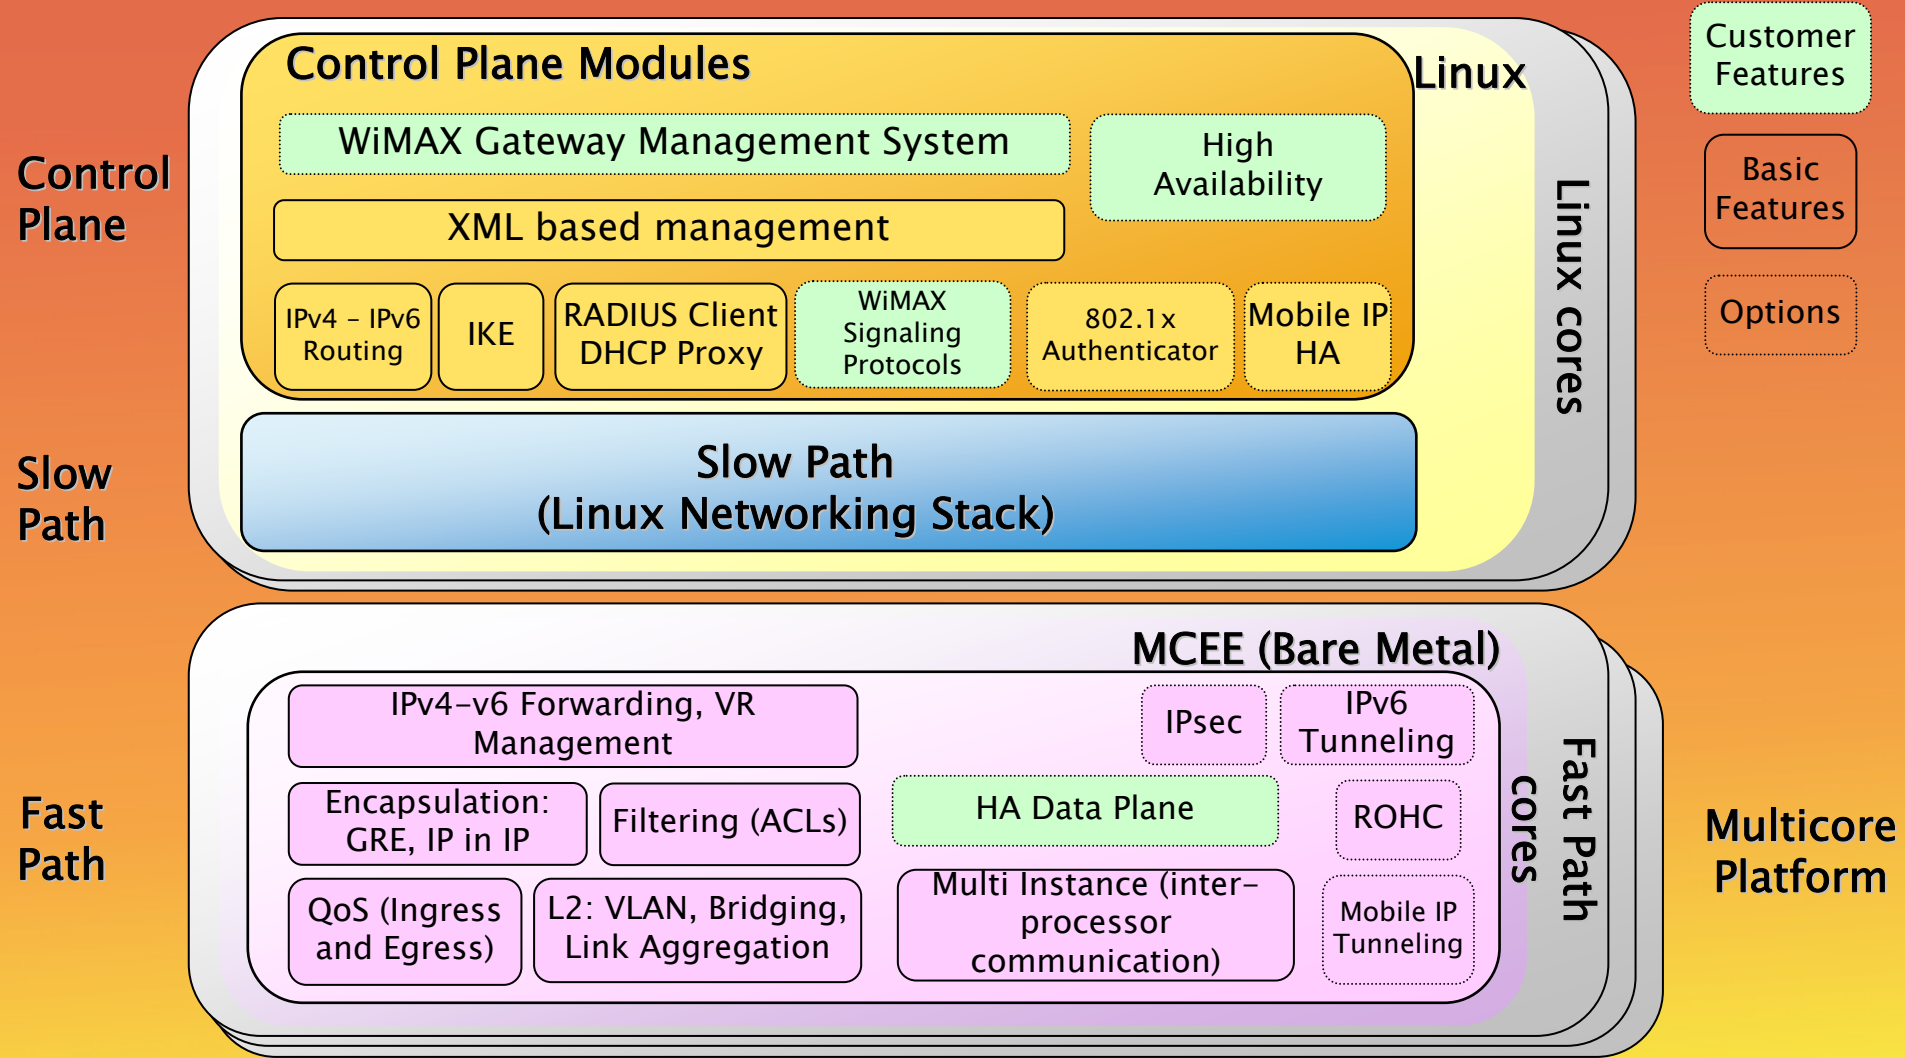 Control Plane Modules
Linux
Customer
Features
WiMAX Gateway Management System
High
Availability
Control
Plane
Basic
Features
XML based management
Linux cores
IPv4 – IPv6
Routing
IKE
RADIUS Client
DHCP Proxy
WiMAX
Signaling
Protocols
802.1x
Authenticator
Mobile IP
HA
Options
Slow
Path
Slow Path
(Linux Networking Stack)
MCEE (Bare Metal)
IPv4-v6 Forwarding, VR
Management
IPsec
IPv6
Tunneling
Fast
Path
Encapsulation:
GRE, IP in IP
Filtering (ACLs)
HA Data Plane
ROHC
Fast Path
cores
Multicore
Platform
QoS (Ingress
and Egress)
L2: VLAN, Bridging,
Link Aggregation
Multi Instance (inter-
processor
communication)
Mobile IP
Tunneling